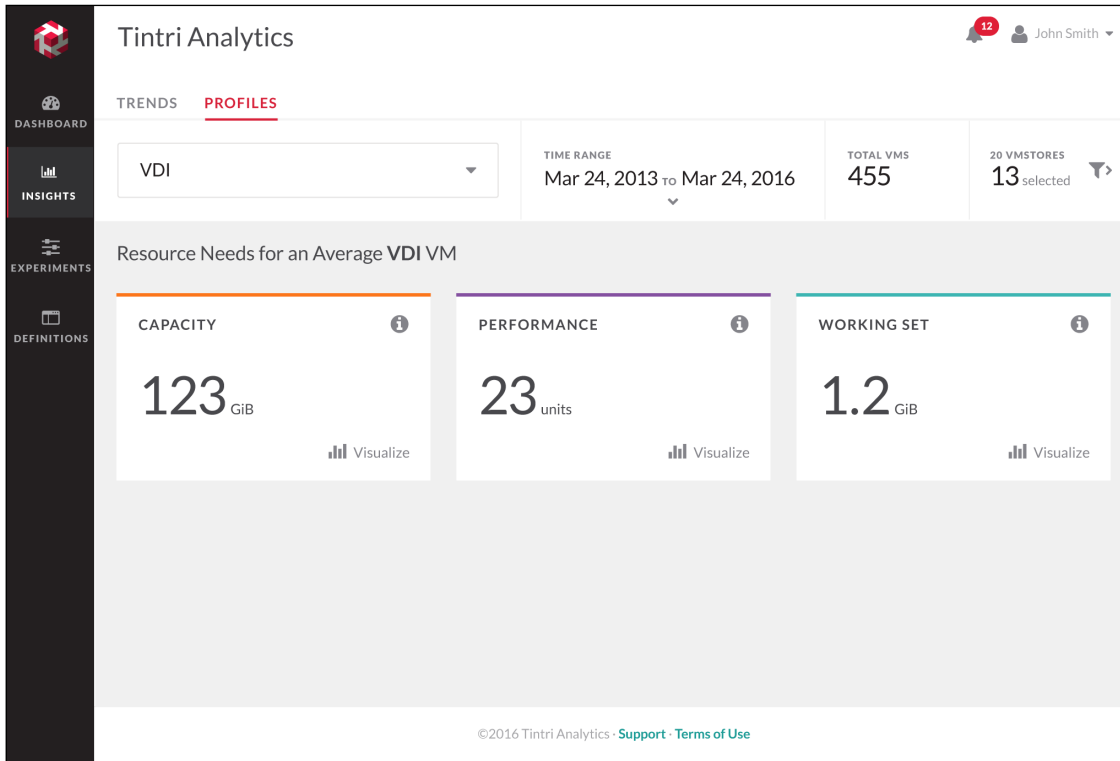 Tintri Analytics
12
John Smith
DASHBOARD
INSIGHTS
EXPERIMENTS
DEFINITIONS
TRENDS PROFILES
VDI
TIME RANGE
Mar 24, 2013 TO Mar 24, 2016
TOTAL VMS
455
20 VMSTORES
13 selected
Resource Needs for an Average VDI VM
CAPACITY
123 GiB
Visualize
PERFORMANCE
23 units
Visualize
WORKING SET
1.2 GiB
Visualize
©2016 Tintri Analytics · Support · Terms of Use